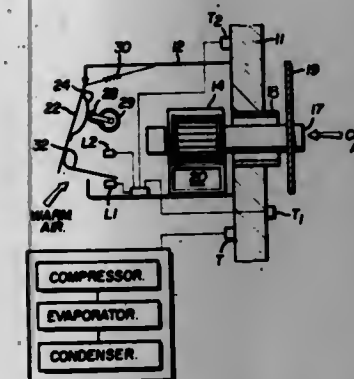 T2
30
12
11
24
14
18
19
22
28
29
17
32
L2
C
A
20
WARM
AIR.
L1
T1
T
COMPRESSOR.
EVAPORATOR.
CONDENSER.